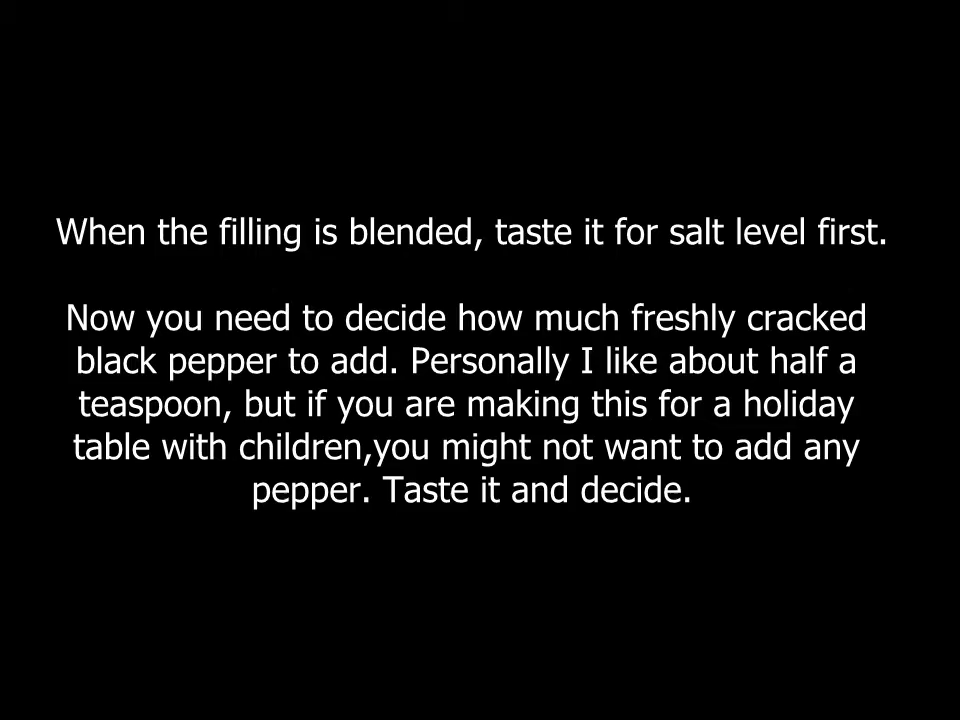 When the filling is blended, taste it for salt level first.
Now you need to decide how much freshly cracked
black pepper to add. Personally I like about half a
teaspoon, but if you are making this for a holiday
table with children,you might not want to add any
pepper. Taste it and decide.